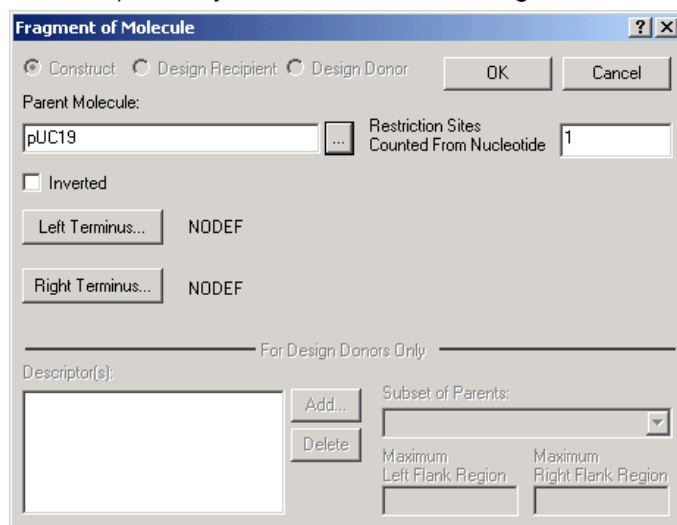 Fragment of Molecule ? X
Construct Design Recipient Design Donor OK Cancel
Parent Molecule:
pUC19 ... Restriction Sites
Counted From Nucleotide 1
Inverted
Left Terminus... NODEF
Right Terminus... NODEF
For Design Donors Only
Descriptor(s):
Add... Subset of Parents:
Delete
Maximum Maximum
Left Flank Region Right Flank Region